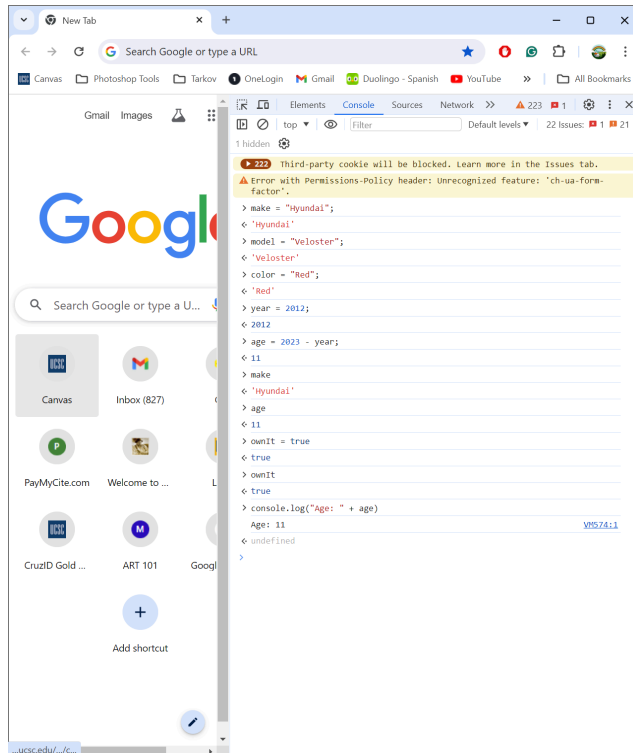 New Tab
Search Google or type a URL
Canvas
Photoshop Tools
Tarkov
OneLogin
Gmail
Duolingo - Spanish
YouTube
All Bookmarks
Gmail Images
Google
Search Google or type a U...
Canvas
Inbox (827)
PayMyCite.com
Welcome to ...
UCSC
CruzID Gold ...
ART 101
Googl
Add shortcut
...ucsc.edu/.../c...
Elements Console Sources Network 223 1
top Filter Default levels 22 Issues: 1 21
1 hidden
222 Third-party cookie will be blocked. Learn more in the Issues tab.
Error with Permissions-Policy header: Unrecognized feature: 'ch-ua-form-
factor'.
> make = "Hyundai";
< 'Hyundai'
> model = "Veloster";
< 'Veloster'
> color = "Red";
< 'Red'
> year = 2012;
< 2012
> age = 2023 - year;
< 11
> make
< 'Hyundai'
> age
< 11
> ownIt = true
< true
> ownIt
< true
> console.log("Age: " + age)
Age: 11 VM574:1
< undefined
>